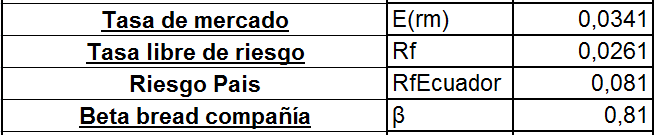 Tasa de mercado E(rm) 0,0341
Tasa libre de riesgo Rf 0,0261
Riesgo Pais RfEcuador 0,081
Beta bread compañía β 0,81